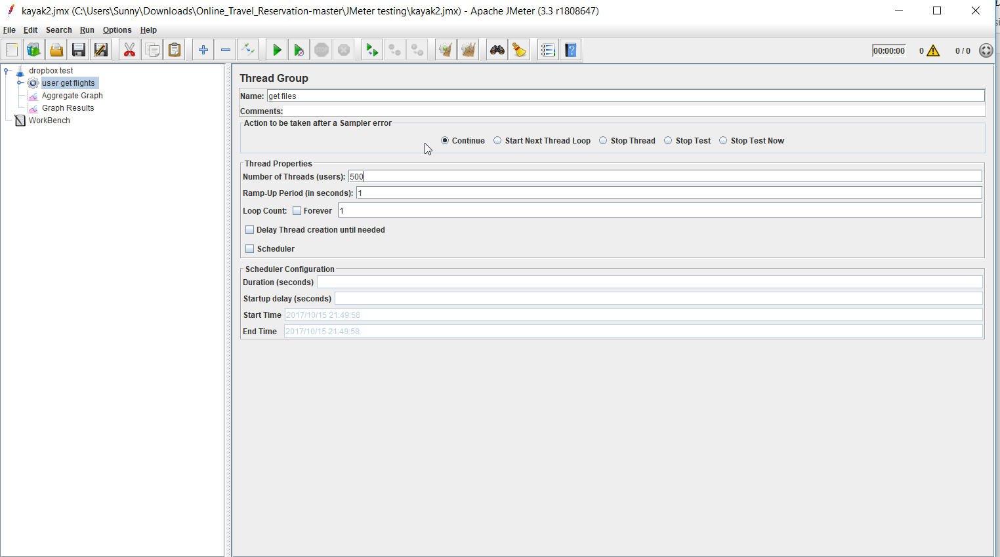 kayak2.jmx (C:\Users\Sunny\Downloads\Online_Travel_Reservation-master\JMeter testing\kayak2.jmx) - Apache JMeter (3.3 r1808647)
File Edit Search Run Options Help
STOP 00:00:00 0 0 / 0
dropbox test
user get flights
Aggregate Graph
Graph Results
WorkBench
Thread Group
Name: get files
Comments:
Action to be taken after a Sampler error
Continue Start Next Thread Loop Stop Thread Stop Test Stop Test Now
Thread Properties
Number of Threads (users): 500
Ramp-Up Period (in seconds): 1
Loop Count: Forever 1
Delay Thread creation until needed
Scheduler
Scheduler Configuration
Duration (seconds)
Startup delay (seconds)
Start Time 2017/10/15 21:49:58
End Time 2017/10/15 21:49:58